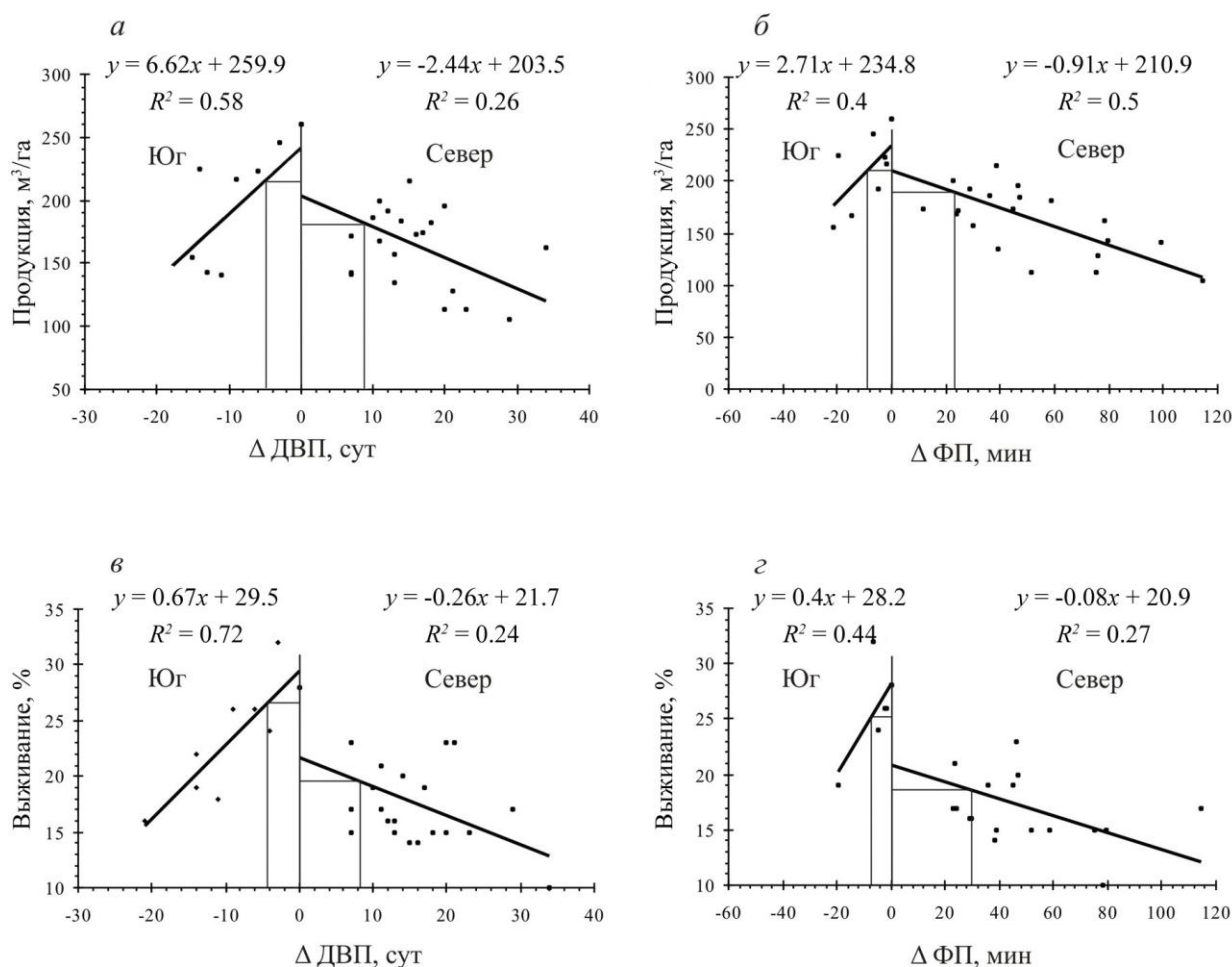 а
y = 6.62x + 259.9 y = -2.44x + 203.5
R² = 0.58 R² = 0.26
Юг Север
Продукция, м³/га
300
250
200
150
100
50
-30 -20 -10 0 10 20 30 40
Δ ДВП, сут
б
y = 2.71x + 234.8 y = -0.91x + 210.9
R² = 0.4 R² = 0.5
Юг Север
Продукция, м³/га
300
250
200
150
100
50
0
-60 -40 -20 0 20 40 60 80 100 120
Δ ФП, мин
в
y = 0.67x + 29.5 y = -0.26x + 21.7
R² = 0.72 R² = 0.24
Юг Север
Выживание, %
35
30
25
20
15
10
-30 -20 -10 0 10 20 30 40
Δ ДВП, сут
г
y = 0.4x + 28.2 y = -0.08x + 20.9
R² = 0.44 R² = 0.27
Юг Север
Выживание, %
35
30
25
20
15
10
-60 -40 -20 0 20 40 60 80 100 120
Δ ФП, мин